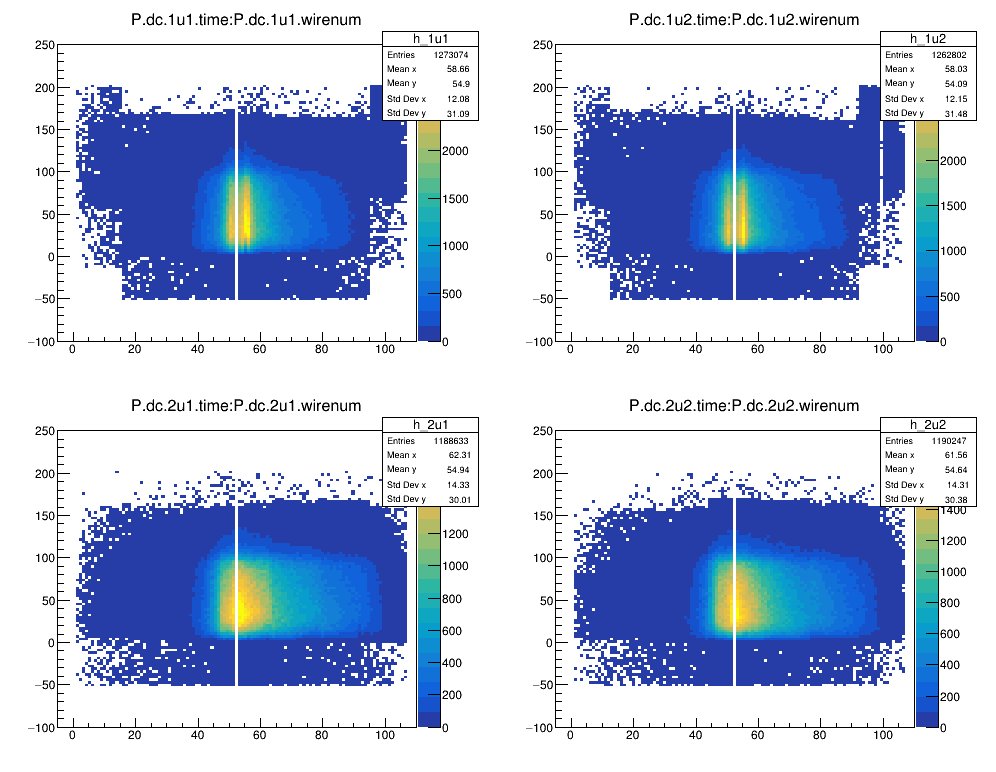 P.dc.1u1.time:P.dc.1u1.wirenum
h_1u1
Entries 1273074
Mean x 58.66
Mean y 54.9
Std Dev x 12.08
Std Dev y 31.09
250
200
150
100
50
0
−50
−100
0 20 40 60 80 100
2000
1500
1000
500
0
P.dc.1u2.time:P.dc.1u2.wirenum
h_1u2
Entries 1262802
Mean x 58.03
Mean y 54.09
Std Dev x 12.15
Std Dev y 31.48
250
200
150
100
50
0
−50
−100
0 20 40 60 80 100
2000
1500
1000
500
0
P.dc.2u1.time:P.dc.2u1.wirenum
h_2u1
Entries 1188633
Mean x 62.31
Mean y 54.94
Std Dev x 14.33
Std Dev y 30.01
250
200
150
100
50
0
−50
−100
0 20 40 60 80 100
1200
1000
800
600
400
200
0
P.dc.2u2.time:P.dc.2u2.wirenum
h_2u2
Entries 1190247
Mean x 61.56
Mean y 54.64
Std Dev x 14.31
Std Dev y 30.38
250
200
150
100
50
0
−50
−100
0 20 40 60 80 100
1400
1200
1000
800
600
400
200
0